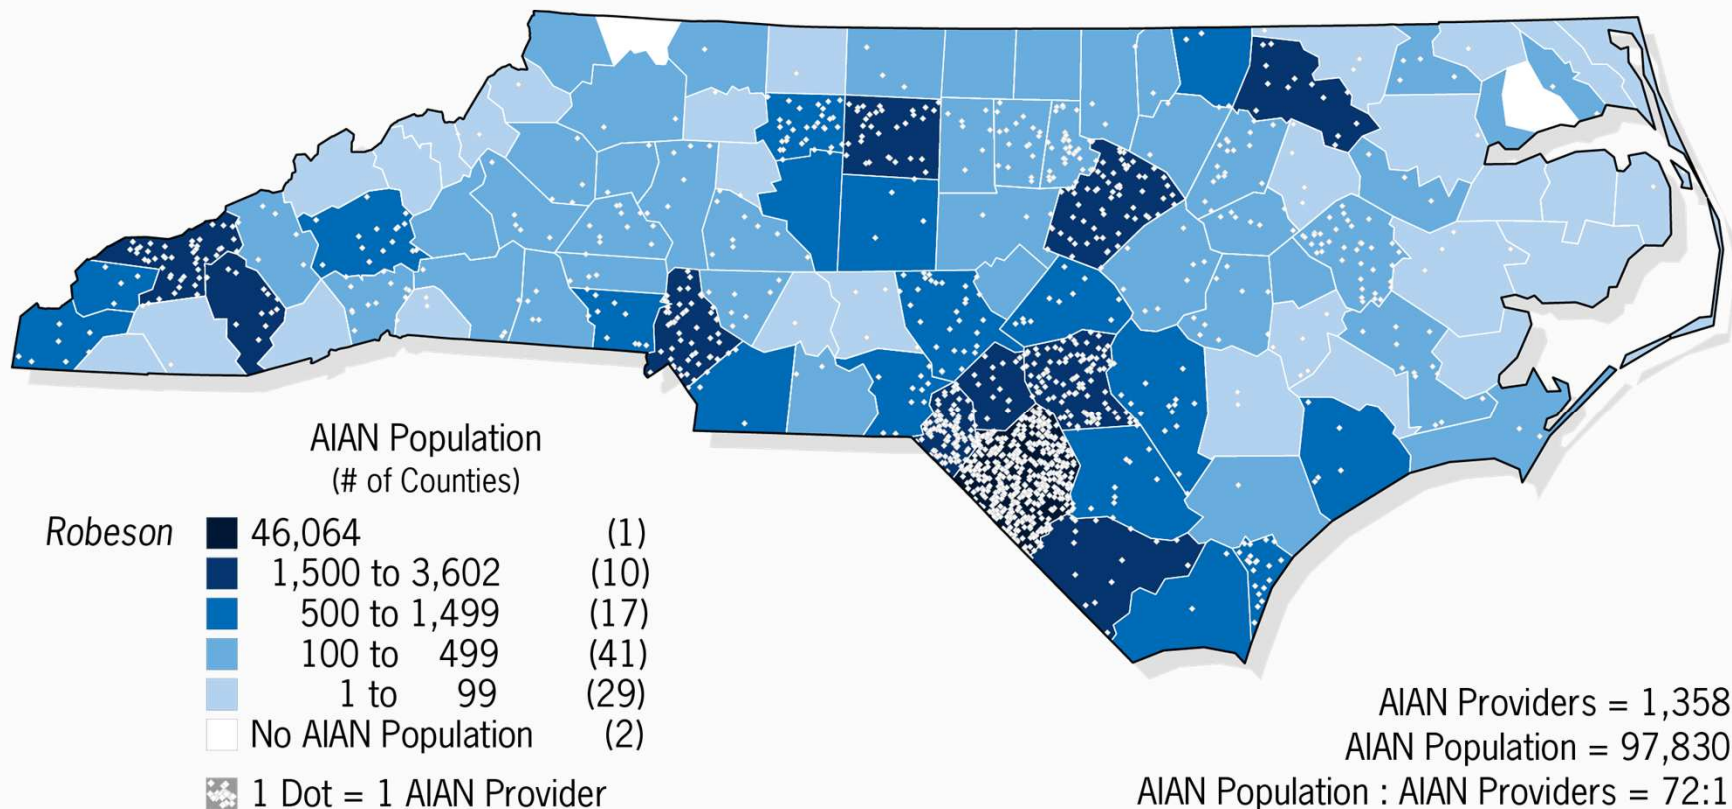 AIAN Population
(# of Counties)
Robeson 46,064 (1)
1,500 to 3,602 (10)
500 to 1,499 (17)
100 to 499 (41)
1 to 99 (29)
No AIAN Population (2)
1 Dot = 1 AIAN Provider
AIAN Providers = 1,358
AIAN Population = 97,830
AIAN Population : AIAN Providers = 72:1